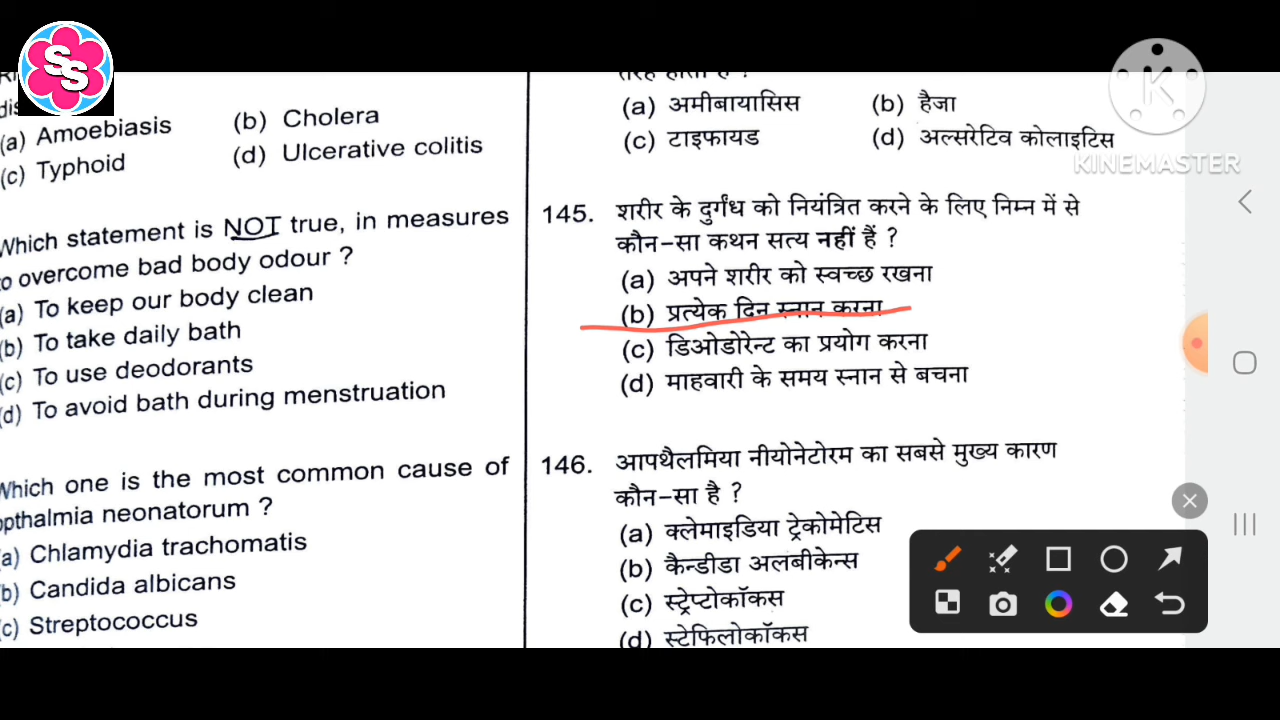 SS
(a) Amoebiasis (b) Cholera
(c) Typhoid (d) Ulcerative colitis
Which statement is NOT true, in measures
to overcome bad body odour ?
(a) To keep our body clean
(b) To take daily bath
(c) To use deodorants
(d) To avoid bath during menstruation
Which one is the most common cause of
opthalmia neonatorum ?
(a) Chlamydia trachomatis
(b) Candida albicans
(c) Streptococcus
(a) अमीबायासिस (b) हैजा
(c) टाइफायड (d) अल्सरेटिव कोलाइटिस
145. शरीर के दुर्गंध को नियंत्रित करने के लिए निम्न में से
कौन-सा कथन सत्य नहीं हैं ?
(a) अपने शरीर को स्वच्छ रखना
(b) प्रत्येक दिन स्नान करना
(c) डिओडोरेन्ट का प्रयोग करना
(d) माहवारी के समय स्नान से बचना
146. आपथैलमिया नीयोनेटोरम का सबसे मुख्य कारण
कौन-सा है ?
(a) क्लेमाइडिया ट्रेकोमेटिस
(b) कैन्डीडा अलबीकेन्स
(c) स्ट्रेप्टोकॉकस
(d) स्टेफिलोकॉकस
K
KINEMASTER